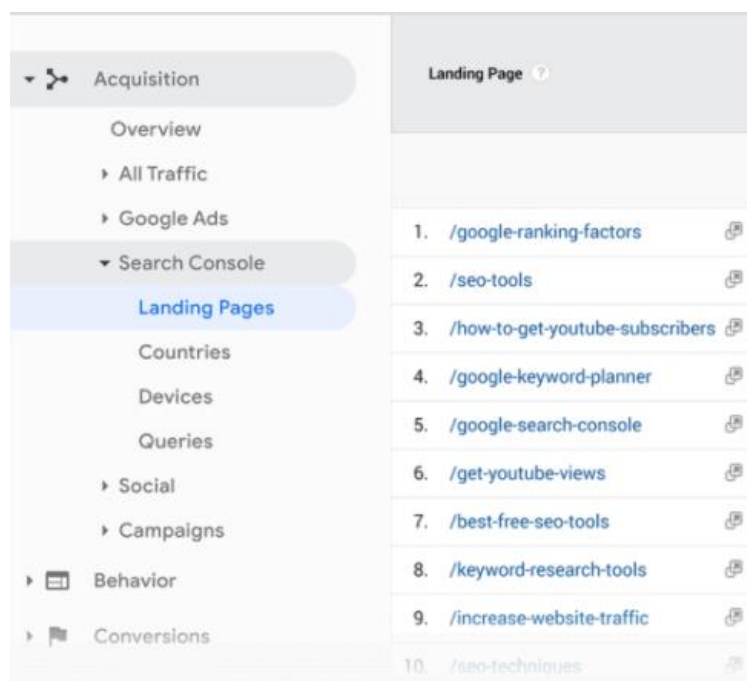 Acquisition
Overview
All Traffic
Google Ads
Search Console
Landing Pages
Countries
Devices
Queries
Social
Campaigns
Behavior
Conversions
Landing Page ?
1. /google-ranking-factors
2. /seo-tools
3. /how-to-get-youtube-subscribers
4. /google-keyword-planner
5. /google-search-console
6. /get-youtube-views
7. /best-free-seo-tools
8. /keyword-research-tools
9. /increase-website-traffic
10. /seo-techniques